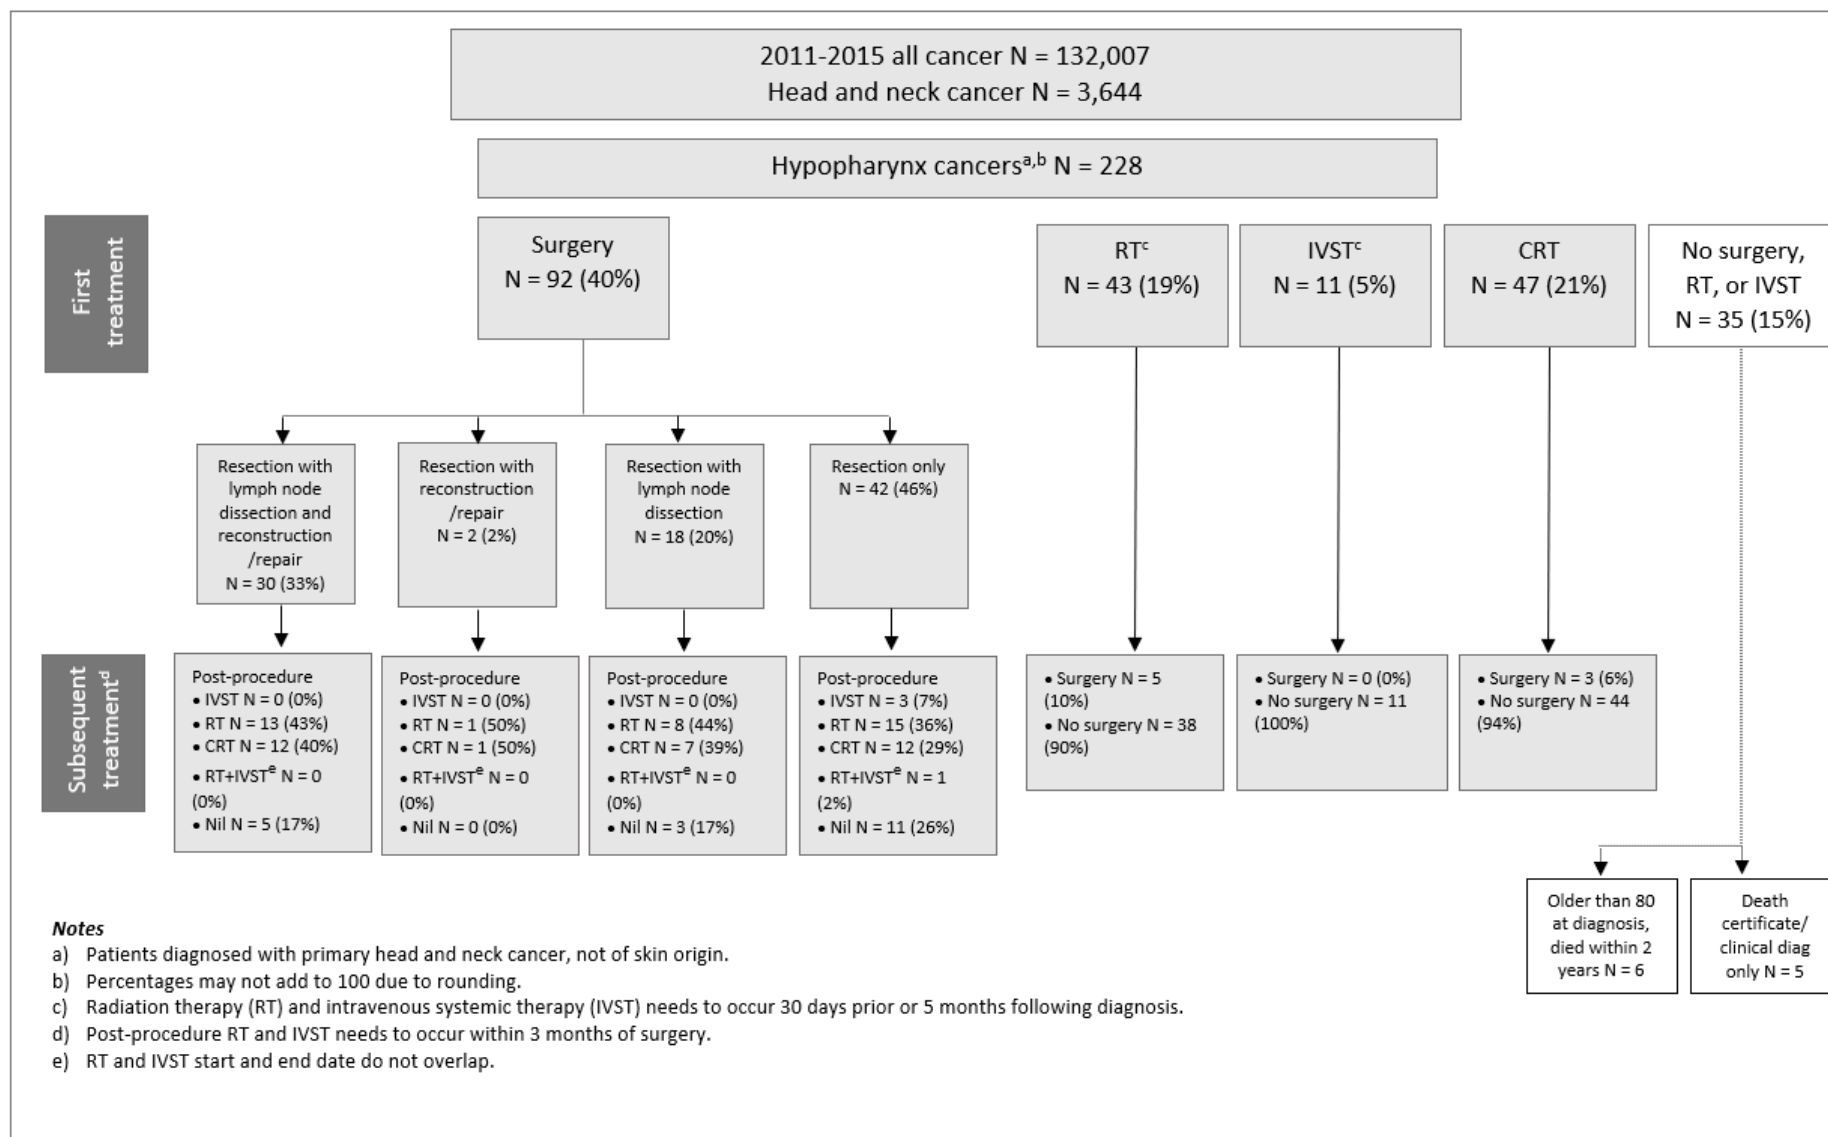 2011-2015 all cancer N = 132,007
Head and neck cancer N = 3,644
Hypopharynx cancersa,b N = 228
First
treatment
Surgery
N = 92 (40%)
RTc
N = 43 (19%)
IVSTc
N = 11 (5%)
CRT
N = 47 (21%)
No surgery,
RT, or IVST
N = 35 (15%)
Resection with
lymph node
dissection and
reconstruction
/repair
N = 30 (33%)
Resection with
reconstruction
/repair
N = 2 (2%)
Resection with
lymph node
dissection
N = 18 (20%)
Resection only
N = 42 (46%)
Subsequent
treatmentd
Post-procedure
• IVST N = 0 (0%)
• RT N = 13 (43%)
• CRT N = 12 (40%)
• RT+IVSTe N = 0
(0%)
• Nil N = 5 (17%)
Post-procedure
• IVST N = 0 (0%)
• RT N = 1 (50%)
• CRT N = 1 (50%)
• RT+IVSTe N = 0
(0%)
• Nil N = 0 (0%)
Post-procedure
• IVST N = 0 (0%)
• RT N = 8 (44%)
• CRT N = 7 (39%)
• RT+IVSTe N = 0
(0%)
• Nil N = 3 (17%)
Post-procedure
• IVST N = 3 (7%)
• RT N = 15 (36%)
• CRT N = 12 (29%)
• RT+IVSTe N = 1
(2%)
• Nil N = 11 (26%)
• Surgery N = 5
(10%)
• No surgery N = 38
(90%)
• Surgery N = 0 (0%)
• No surgery N = 11
(100%)
• Surgery N = 3 (6%)
• No surgery N = 44
(94%)
Older than 80
at diagnosis,
died within 2
years N = 6
Death
certificate/
clinical diag
only N = 5
Notes
a) Patients diagnosed with primary head and neck cancer, not of skin origin.
b) Percentages may not add to 100 due to rounding.
c) Radiation therapy (RT) and intravenous systemic therapy (IVST) needs to occur 30 days prior or 5 months following diagnosis.
d) Post-procedure RT and IVST needs to occur within 3 months of surgery.
e) RT and IVST start and end date do not overlap.